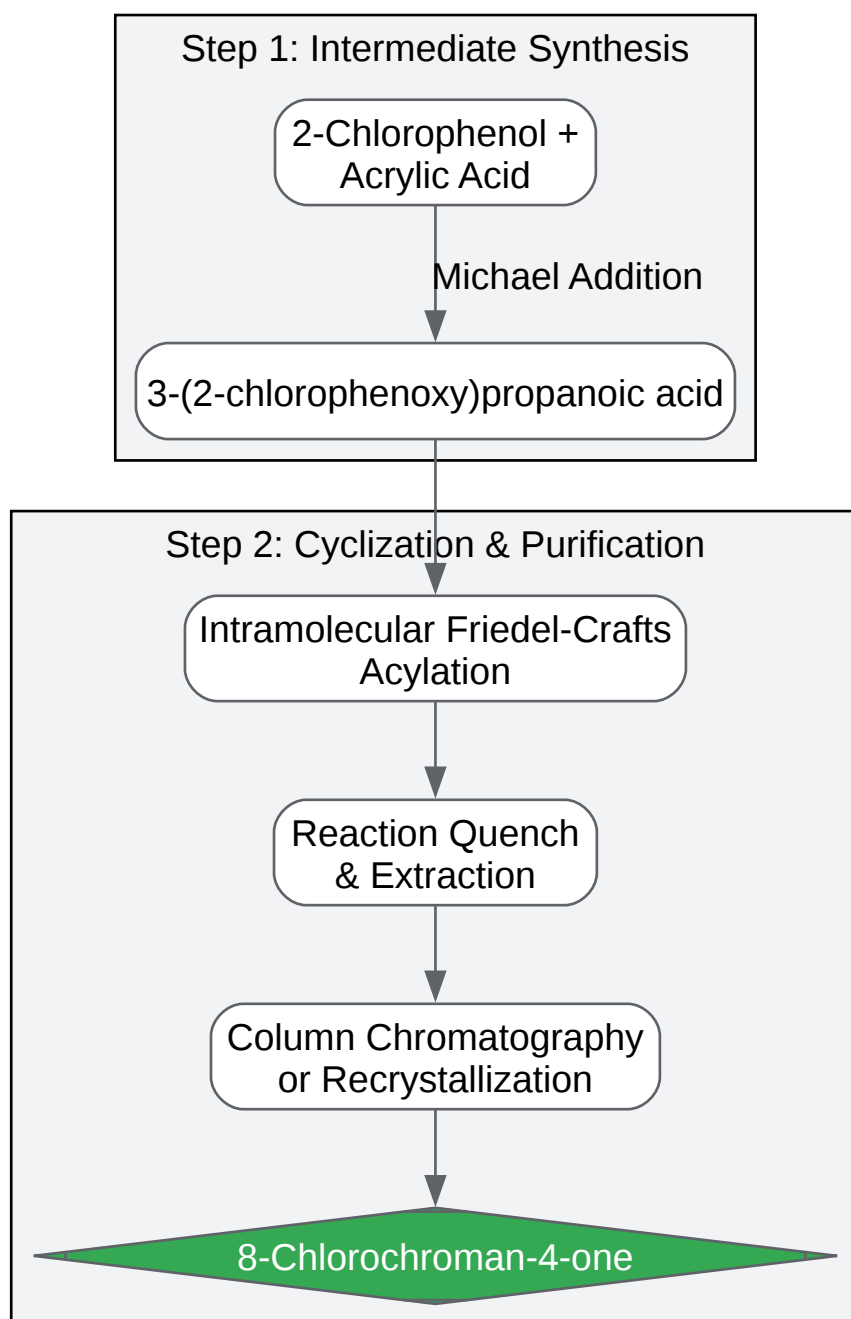 Step 1: Intermediate Synthesis
2-Chlorophenol +
Acrylic Acid
Michael Addition
3-(2-chlorophenoxy)propanoic acid
Step 2: Cyclization & Purification
Intramolecular Friedel-Crafts
Acylation
Reaction Quench
& Extraction
Column Chromatography
or Recrystallization
8-Chlorochroman-4-one